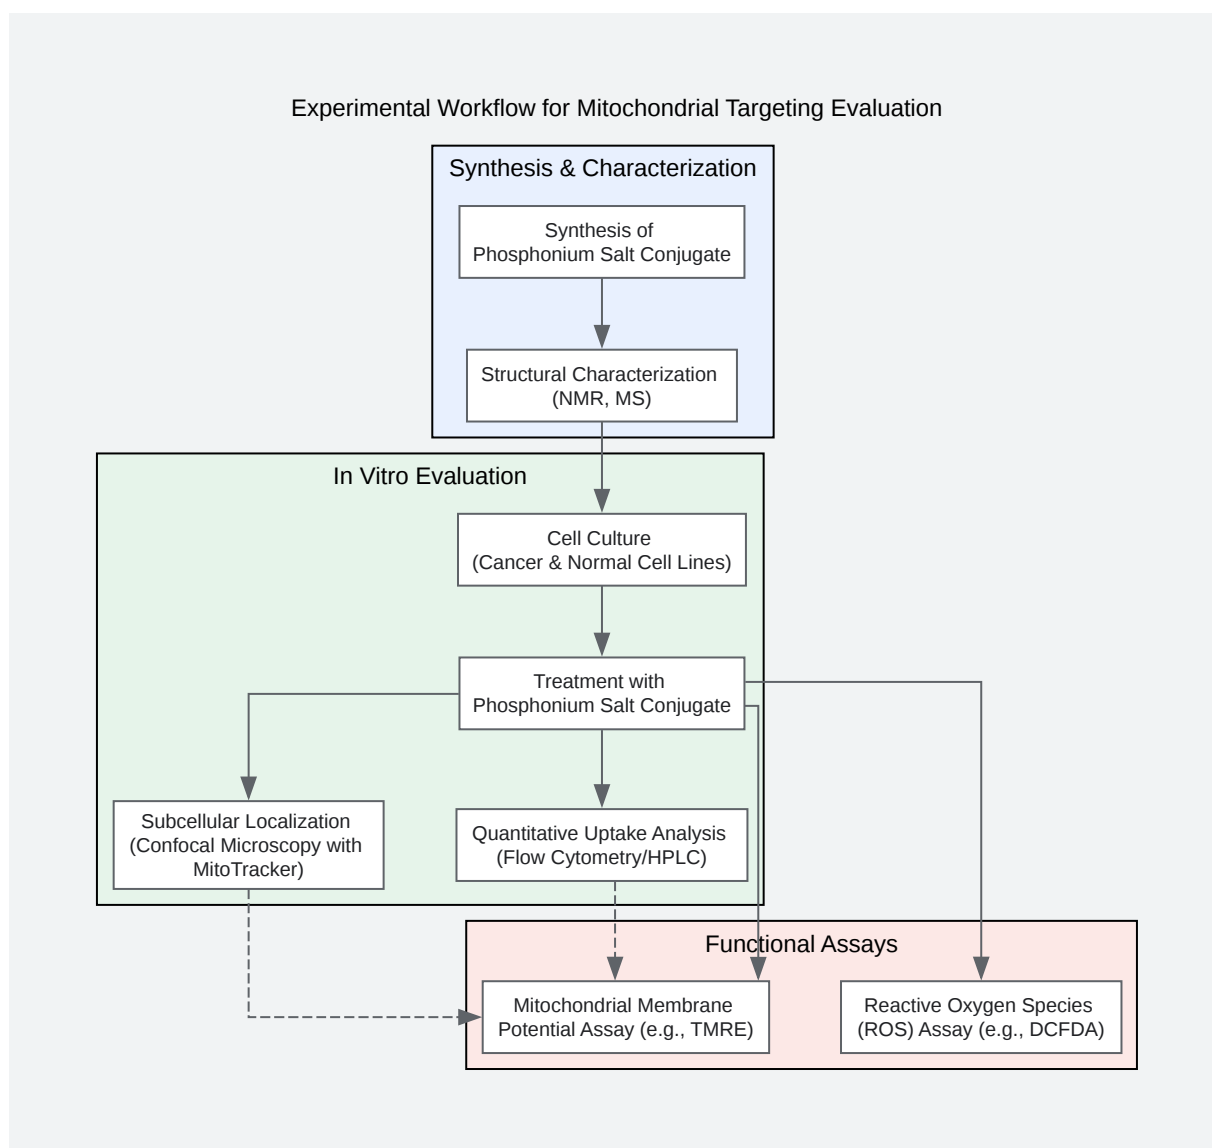 Experimental Workflow for Mitochondrial Targeting Evaluation
Synthesis & Characterization
Synthesis of
Phosphonium Salt Conjugate
Structural Characterization
(NMR, MS)
In Vitro Evaluation
Cell Culture
(Cancer & Normal Cell Lines)
Treatment with
Phosphonium Salt Conjugate
Subcellular Localization
(Confocal Microscopy with
MitoTracker)
Quantitative Uptake Analysis
(Flow Cytometry/HPLC)
Functional Assays
Mitochondrial Membrane
Potential Assay (e.g., TMRE)
Reactive Oxygen Species
(ROS) Assay (e.g., DCFDA)